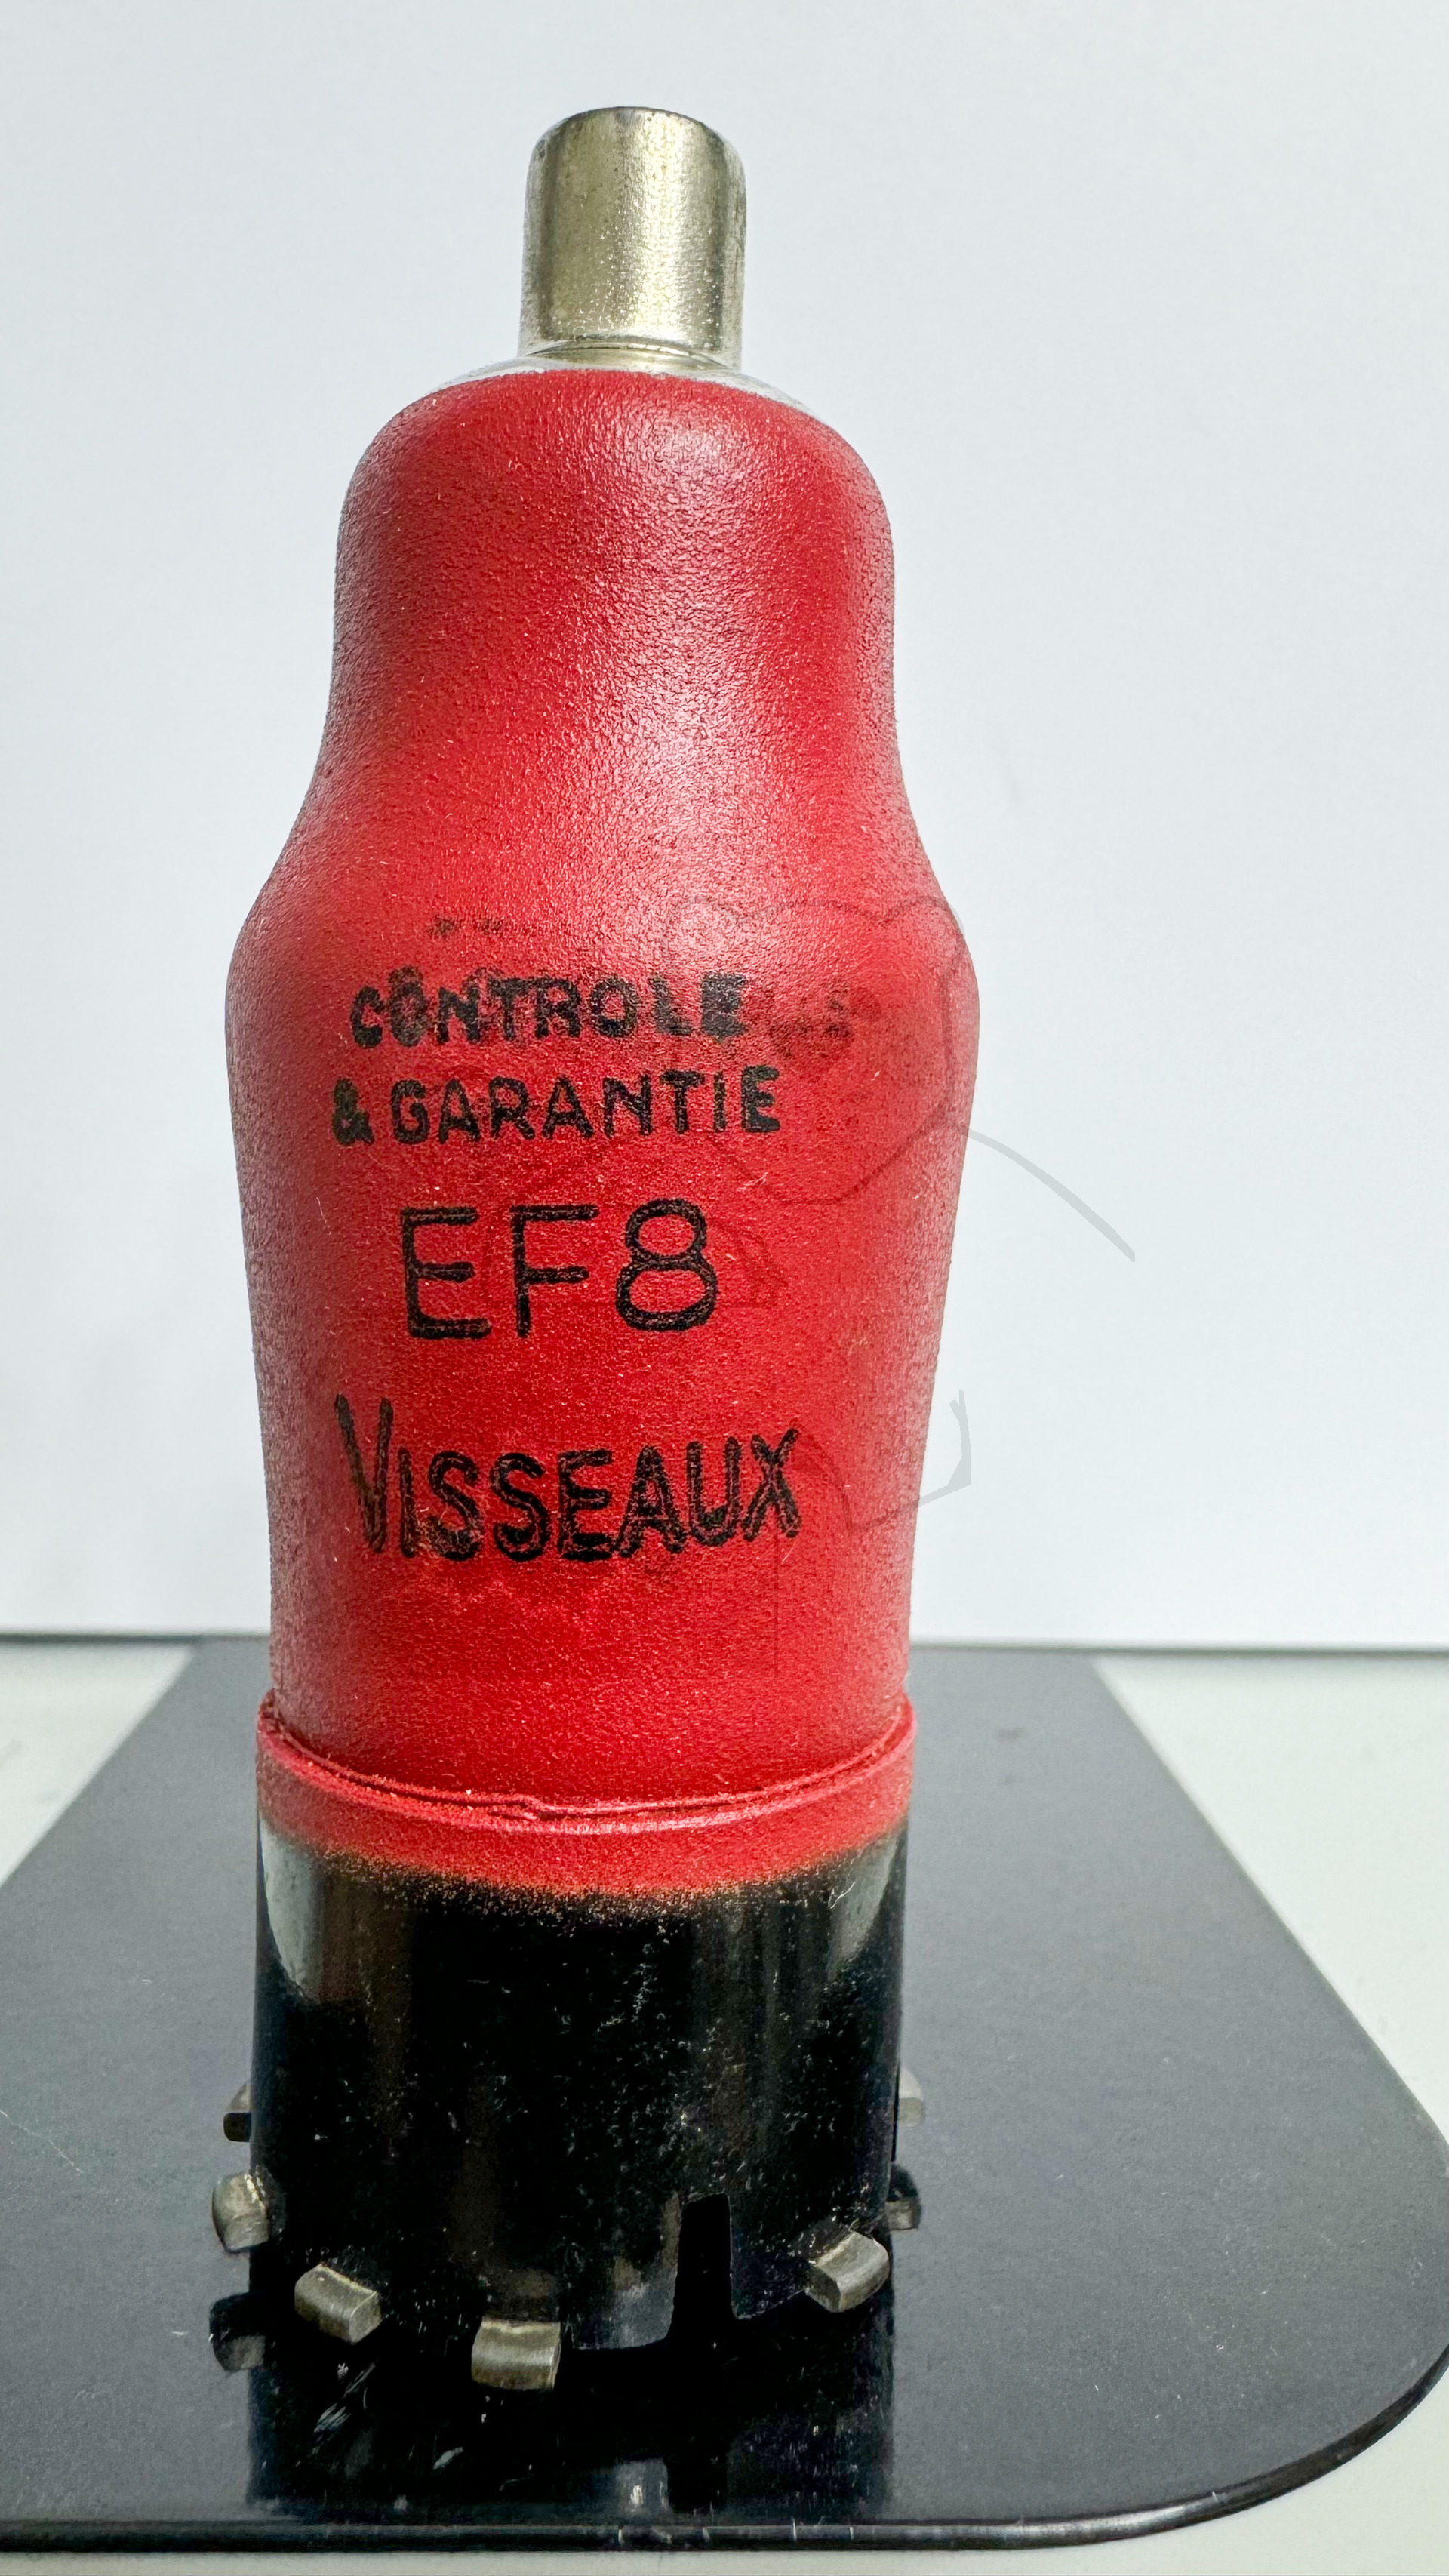 CONTROLE
& GARANTIE
EF8
VISSEAUX